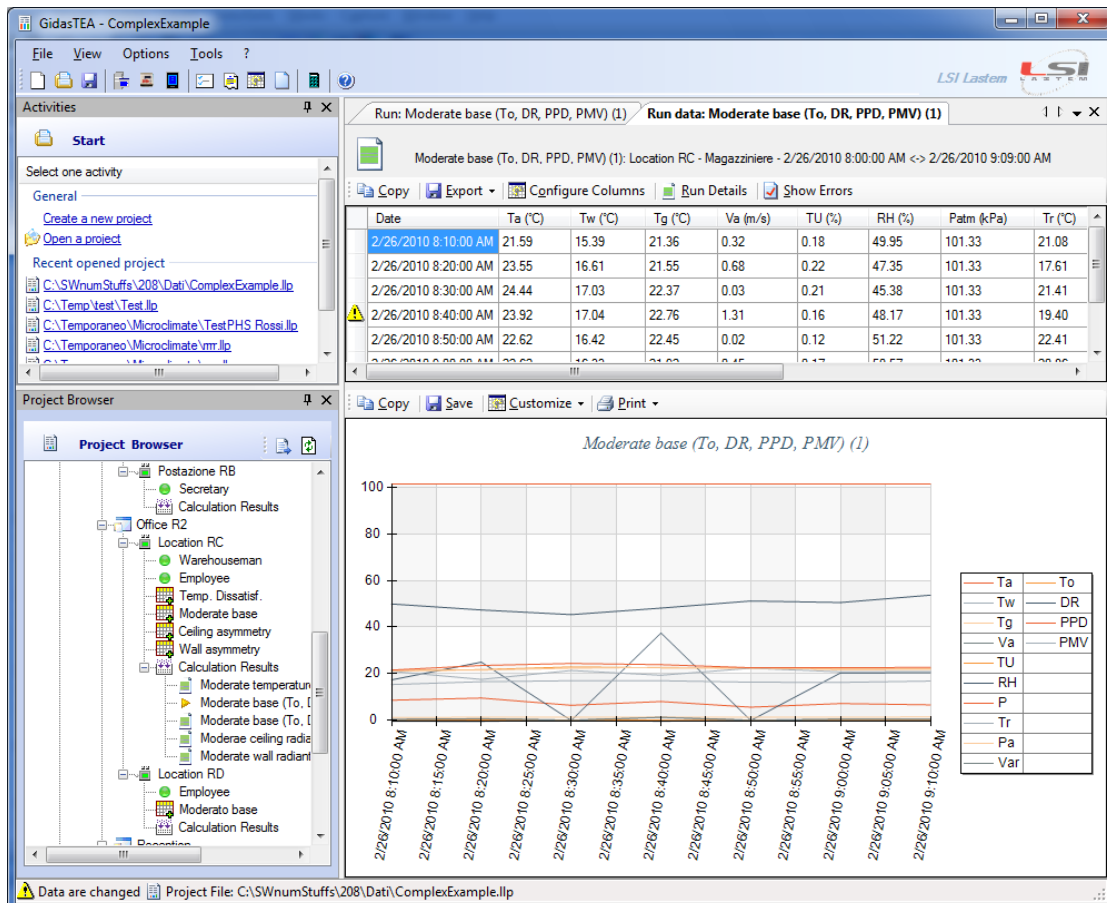 GidasTEA - ComplexExample
File View Options Tools ?
LSI Lastem LSI LASTEM
Activities
Start
Select one activity
General
Create a new project
Open a project
Recent opened project
C:\SWnumStuffs\208\Dati\ComplexExample.llp
C:\Temp\test\Test.llp
C:\Temporaneo\Microclimate\TestPHS Rossi.llp
C:\Temporaneo\Microclimate\rrr.llp
Project Browser
Project Browser
Postazione RB
Secretary
Calculation Results
Office R2
Location RC
Warehouseman
Employee
Temp. Dissatisf.
Moderate base
Ceiling asymmetry
Wall asymmetry
Calculation Results
Moderate temperatur
Moderate base (To, D
Moderate base (To, D
Moderae ceiling radia
Moderate wall radiant
Location RD
Employee
Moderato base
Calculation Results
Reception
Run: Moderate base (To, DR, PPD, PMV) (1) Run data: Moderate base (To, DR, PPD, PMV) (1)
Moderate base (To, DR, PPD, PMV) (1): Location RC - Magazziniere - 2/26/2010 8:00:00 AM <-> 2/26/2010 9:09:00 AM
Copy Export Configure Columns Run Details Show Errors
Date Ta (°C) Tw (°C) Tg (°C) Va (m/s) TU (%) RH (%) Patm (kPa) Tr (°C)
2/26/2010 8:10:00 AM 21.59 15.39 21.36 0.32 0.18 49.95 101.33 21.08
2/26/2010 8:20:00 AM 23.55 16.61 21.55 0.68 0.22 47.35 101.33 17.61
2/26/2010 8:30:00 AM 24.44 17.03 22.37 0.03 0.21 45.38 101.33 21.41
2/26/2010 8:40:00 AM 23.92 17.04 22.76 1.31 0.16 48.17 101.33 19.40
2/26/2010 8:50:00 AM 22.62 16.42 22.45 0.02 0.12 51.22 101.33 22.41
Copy Save Customize Print
Moderate base (To, DR, PPD, PMV) (1)
100
80
60
40
20
0
2/26/2010 8:10:00 AM
2/26/2010 8:15:00 AM
2/26/2010 8:20:00 AM
2/26/2010 8:25:00 AM
2/26/2010 8:30:00 AM
2/26/2010 8:35:00 AM
2/26/2010 8:40:00 AM
2/26/2010 8:45:00 AM
2/26/2010 8:50:00 AM
2/26/2010 8:55:00 AM
2/26/2010 9:00:00 AM
2/26/2010 9:05:00 AM
2/26/2010 9:10:00 AM
Ta To
Tw DR
Tg PPD
Va PMV
TU
RH
P
Tr
Pa
Var
Data are changed Project File: C:\SWnumStuffs\208\Dati\ComplexExample.llp